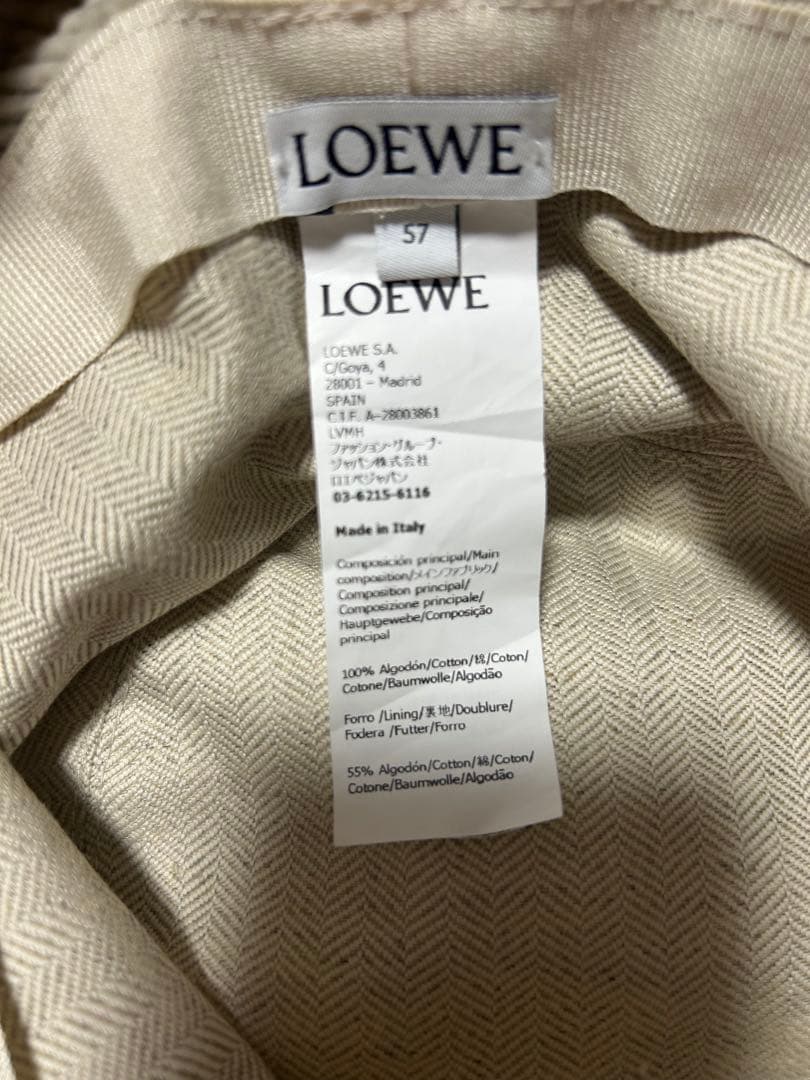 LOEWE
57
LOEWE
LOEWE S.A.
C/Goya, 4
28001 - Madrid
SPAIN
C.I.F. A-28003861
LVMH
ファッション・グループ・
ジャパン株式会社
ロエベジャパン
03-6215-6116
Made in Italy
Composición principal/Main
composition/メインファブリック/
Composition principal/
Composizione principale/
Hauptgewebe/Composição
principal
100% Algodón/Cotton/綿/Coton/
Cotone/Baumwolle/Algodão
Forro /Lining/裏地/Doublure/
Fodera /Futter/Forro
55% Algodón/Cotton/綿/Coton/
Cotone/Baumwolle/Algodão